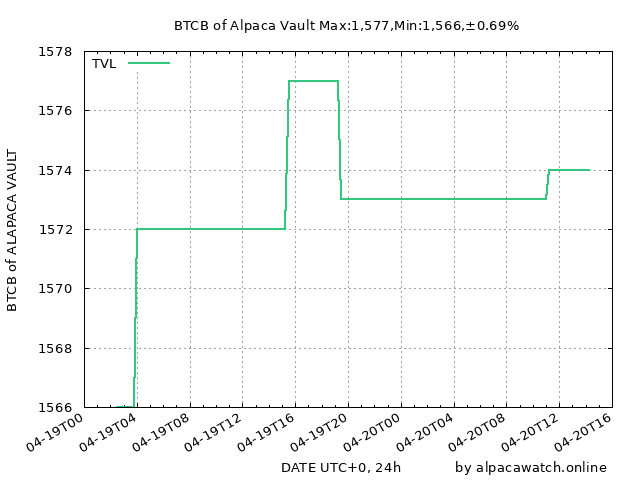 BTCB of Alpaca Vault Max:1,577,Min:1,566,±0.69%
TVL
1578
1576
1574
1572
1570
1568
1566
BTCB of ALAPACA VAULT
04-19T00
04-19T04
04-19T08
04-19T12
04-19T16
04-19T20
04-20T00
04-20T04
04-20T08
04-20T12
04-20T16
DATE UTC+0, 24h
by alpacawatch.online